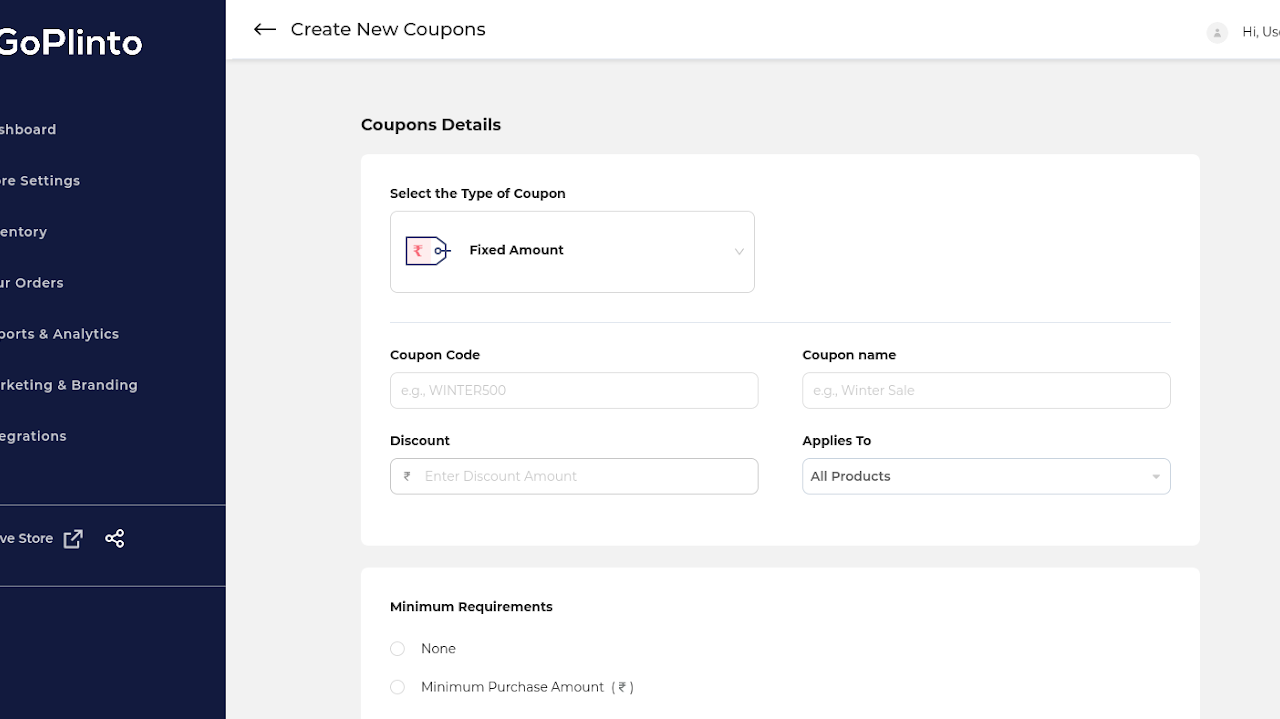 GoPlinto
Create New Coupons
Hi, Use
shboard
re Settings
entory
ur Orders
ports & Analytics
rketing & Branding
egrations
ve Store
Coupons Details
Select the Type of Coupon
₹ Fixed Amount
Coupon Code
Coupon name
e.g., WINTER500
e.g., Winter Sale
Discount
Applies To
₹ Enter Discount Amount
All Products
Minimum Requirements
None
Minimum Purchase Amount ( ₹ )